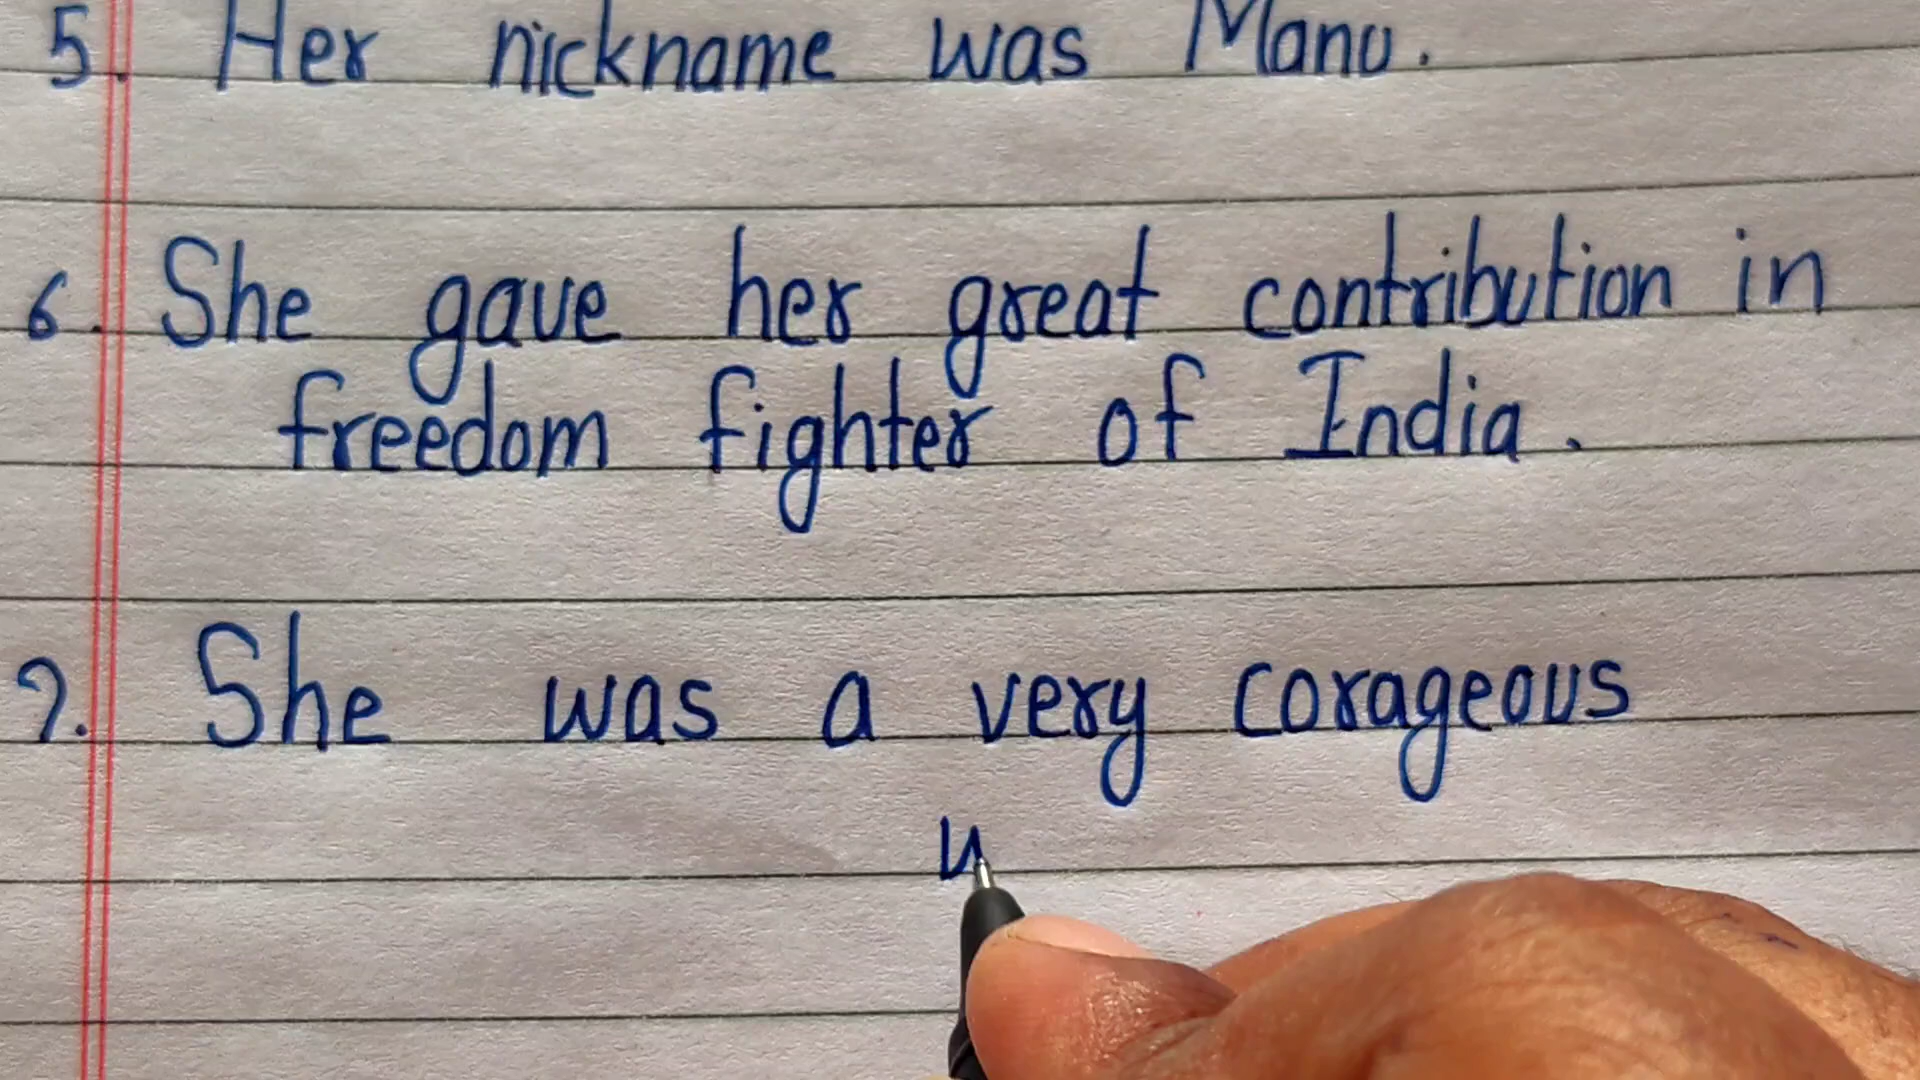 5. Her nickname was Manu.
6. She gave her great contribution in
freedom fighter of India.
7. She was a very corageous